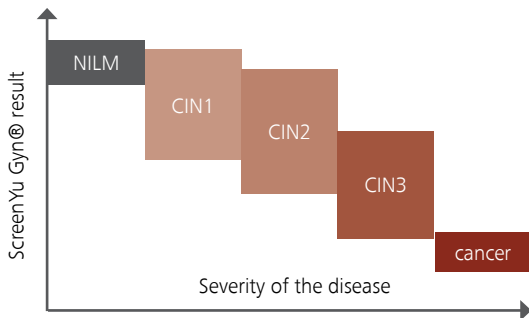 ScreenYu Gyn® result
NILM
CIN1
CIN2
CIN3
cancer
Severity of the disease